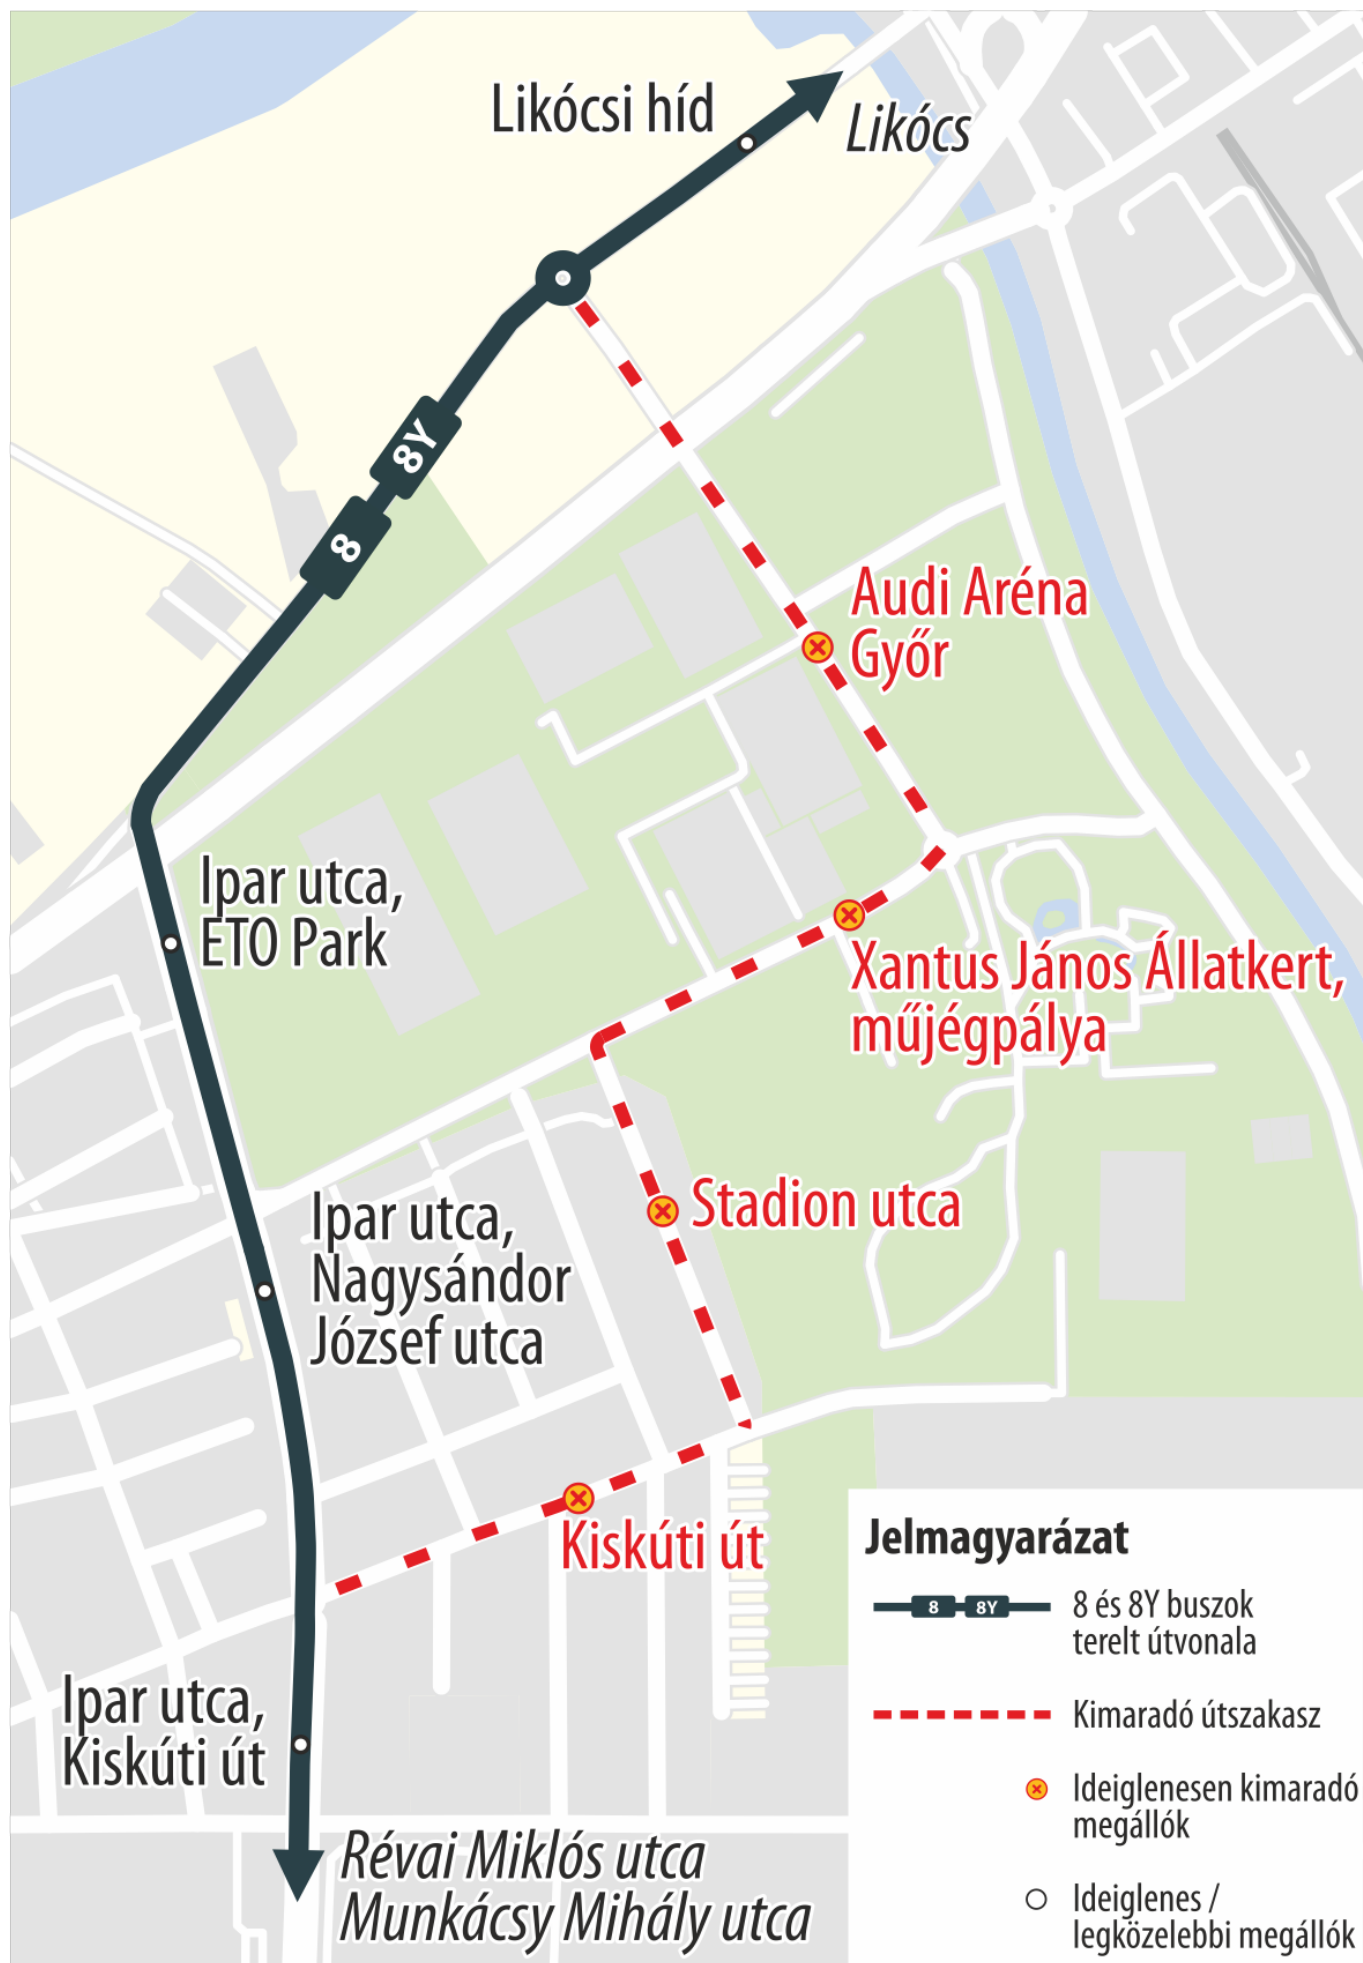 Likócsi híd
Likócs
8Y
8
Audi Aréna
Győr
Ipar utca,
ETO Park
Xantus János Állatkert,
műjégpálya
Stadion utca
Ipar utca,
Nagysándor
József utca
Kiskúti út
Ipar utca,
Kiskúti út
Révai Miklós utca
Munkácsy Mihály utca
Jelmagyarázat
8 8Y 8 és 8Y buszok
terelt útvonala
Kimaradó útszakasz
Ideiglenesen kimaradó
megállók
Ideiglenes /
legközelebbi megállók